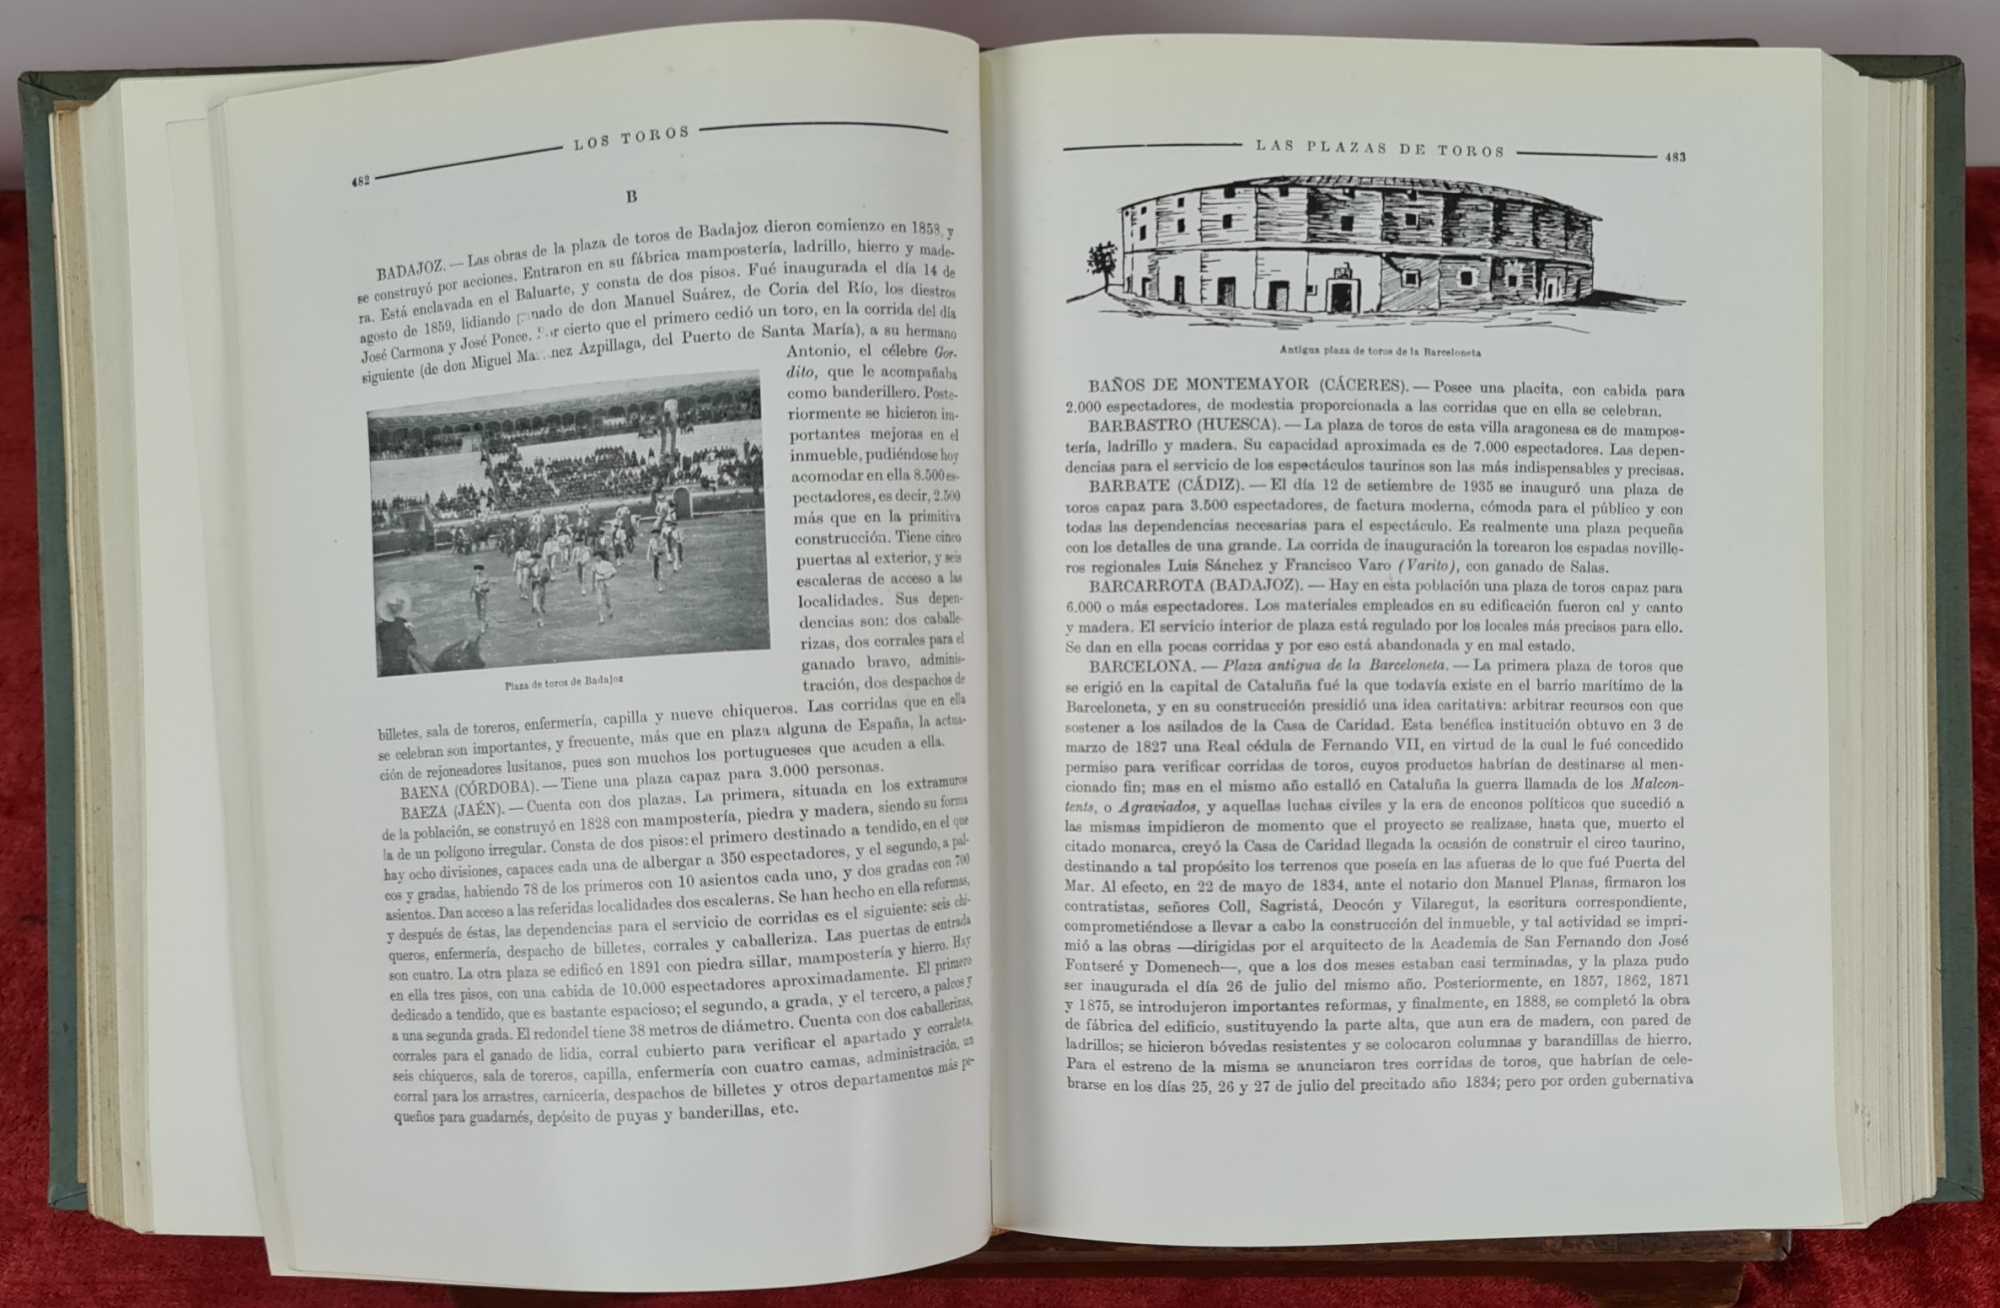 482 LOS TOROS
B
BADAJOZ. — Las obras de la plaza de toros de Badajoz dieron comienzo en 1858, y
se construyó por acciones. Entraron en su fábrica mampostería, ladrillo, hierro y made-
ra. Está enclavada en el Baluarte, y consta de dos pisos. Fué inaugurada el día 14 de
agosto de 1859, lidiando ganado de don Manuel Suárez, de Coria del Río, los diestros
José Carmona y José Ponce. Por cierto que el primero cedió un toro, en la corrida del día
siguiente (de don Miguel Azpillaga, del Puerto de Santa María), a su hermano
Antonio, el célebre Gor-
dito, que le acompañaba
como banderillero. Poste-
riormente se hicieron im-
portantes mejoras en el
inmueble, pudiéndose hoy
acomodar en ella 8.500 es-
pectadores, es decir, 2.500
más que en la primitiva
construcción. Tiene cinco
puertas al exterior, y seis
escaleras de acceso a las
localidades. Sus depen-
dencias son: dos caballe-
rizas, dos corrales para el
ganado bravo, adminis-
tración, dos despachos de
Plaza de toros de Badajoz
billetes, sala de toreros, enfermería, capilla y nueve chiqueros. Las corridas que en ella
se celebran son importantes, y frecuente, más que en plaza alguna de España, la actua-
ción de rejoneadores lusitanos, pues son muchos los portugueses que acuden a ella.
BAENA (CÓRDOBA). — Tiene una plaza capaz para 3.000 personas.
BAEZA (JAÉN). — Cuenta con dos plazas. La primera, situada en los extramuros
de la población, se construyó en 1828 con mampostería, piedra y madera, siendo su forma
la de un polígono irregular. Consta de dos pisos: el primero destinado a tendido, en el que
hay ocho divisiones, capaces cada una de albergar a 350 espectadores, y el segundo, a pal-
cos y gradas, habiendo 78 de los primeros con 10 asientos cada uno, y dos gradas con 700
asientos. Dan acceso a las referidas localidades dos escaleras. Se han hecho en ella reformas,
y después de éstas, las dependencias para el servicio de corridas es el siguiente: seis chi-
queros, enfermería, despacho de billetes, corrales y caballeriza. Las puertas de entrada
son cuatro. La otra plaza se edificó en 1891 con piedra sillar, mampostería y hierro. Hay
en ella tres pisos, con una cabida de 10.000 espectadores aproximadamente. El primero
dedicado a tendido, que es bastante espacioso; el segundo, a grada, y el tercero, a palcos y
a una segunda grada. El redondel tiene 38 metros de diámetro. Cuenta con dos caballerizas,
corrales para el ganado de lidia, corral cubierto para verificar el apartado y corraleta,
seis chiqueros, sala de toreros, capilla, enfermería con cuatro camas, administración, un
corral para los arrastres, carnicería, despachos de billetes y otros departamentos más pe-
queños para guadarnés, depósito de puyas y banderillas, etc.
LAS PLAZAS DE TOROS 483
Antigua plaza de toros de la Barceloneta
BAÑOS DE MONTEMAYOR (CÁCERES). — Posee una placita, con cabida para
2.000 espectadores, de modestia proporcionada a las corridas que en ella se celebran.
BARBASTRO (HUESCA). — La plaza de toros de esta villa aragonesa es de mampos-
tería, ladrillo y madera. Su capacidad aproximada es de 7.000 espectadores. Las depen-
dencias para el servicio de los espectáculos taurinos son las más indispensables y precisas.
BARBATE (CÁDIZ). — El día 12 de setiembre de 1935 se inauguró una plaza de
toros capaz para 3.500 espectadores, de factura moderna, cómoda para el público y con
todas las dependencias necesarias para el espectáculo. Es realmente una plaza pequeña
con los detalles de una grande. La corrida de inauguración la torearon los espadas noville-
ros regionales Luis Sánchez y Francisco Varo (Varito), con ganado de Salas.
BARCARROTA (BADAJOZ). — Hay en esta población una plaza de toros capaz para
6.000 o más espectadores. Los materiales empleados en su edificación fueron cal y canto
y madera. El servicio interior de plaza está regulado por los locales más precisos para ello.
Se dan en ella pocas corridas y por eso está abandonada y en mal estado.
BARCELONA. — Plaza antigua de la Barceloneta. — La primera plaza de toros que
se erigió en la capital de Cataluña fué la que todavía existe en el barrio marítimo de la
Barceloneta, y en su construcción presidió una idea caritativa: arbitrar recursos con que
sostener a los asilados de la Casa de Caridad. Esta benéfica institución obtuvo en 3 de
marzo de 1827 una Real cédula de Fernando VII, en virtud de la cual le fué concedido
permiso para verificar corridas de toros, cuyos productos habrían de destinarse al men-
cionado fin; mas en el mismo año estalló en Cataluña la guerra llamada de los Malcon-
tents, o Agraviados, y aquellas luchas civiles y la era de enconos políticos que sucedió a
las mismas impidieron de momento que el proyecto se realizase, hasta que, muerto el
citado monarca, creyó la Casa de Caridad llegada la ocasión de construir el circo taurino,
destinando a tal propósito los terrenos que poseía en las afueras de lo que fué Puerta del
Mar. Al efecto, en 22 de mayo de 1834, ante el notario don Manuel Planas, firmaron los
contratistas, señores Coll, Sagristá, Deocón y Vilaregut, la escritura correspondiente,
comprometiéndose a llevar a cabo la construcción del inmueble, y tal actividad se impri-
mió a las obras —dirigidas por el arquitecto de la Academia de San Fernando don José
Fontseré y Domenech—, que a los dos meses estaban casi terminadas, y la plaza pudo
ser inaugurada el día 26 de julio del mismo año. Posteriormente, en 1857, 1862, 1871
y 1875, se introdujeron importantes reformas, y finalmente, en 1888, se completó la obra
de fábrica del edificio, sustituyendo la parte alta, que aun era de madera, con pared de
ladrillos; se hicieron bóvedas resistentes y se colocaron columnas y barandillas de hierro.
Para el estreno de la misma se anunciaron tres corridas de toros, que habrían de cele-
brarse en los días 25, 26 y 27 de julio del precitado año 1834; pero por orden gubernativa